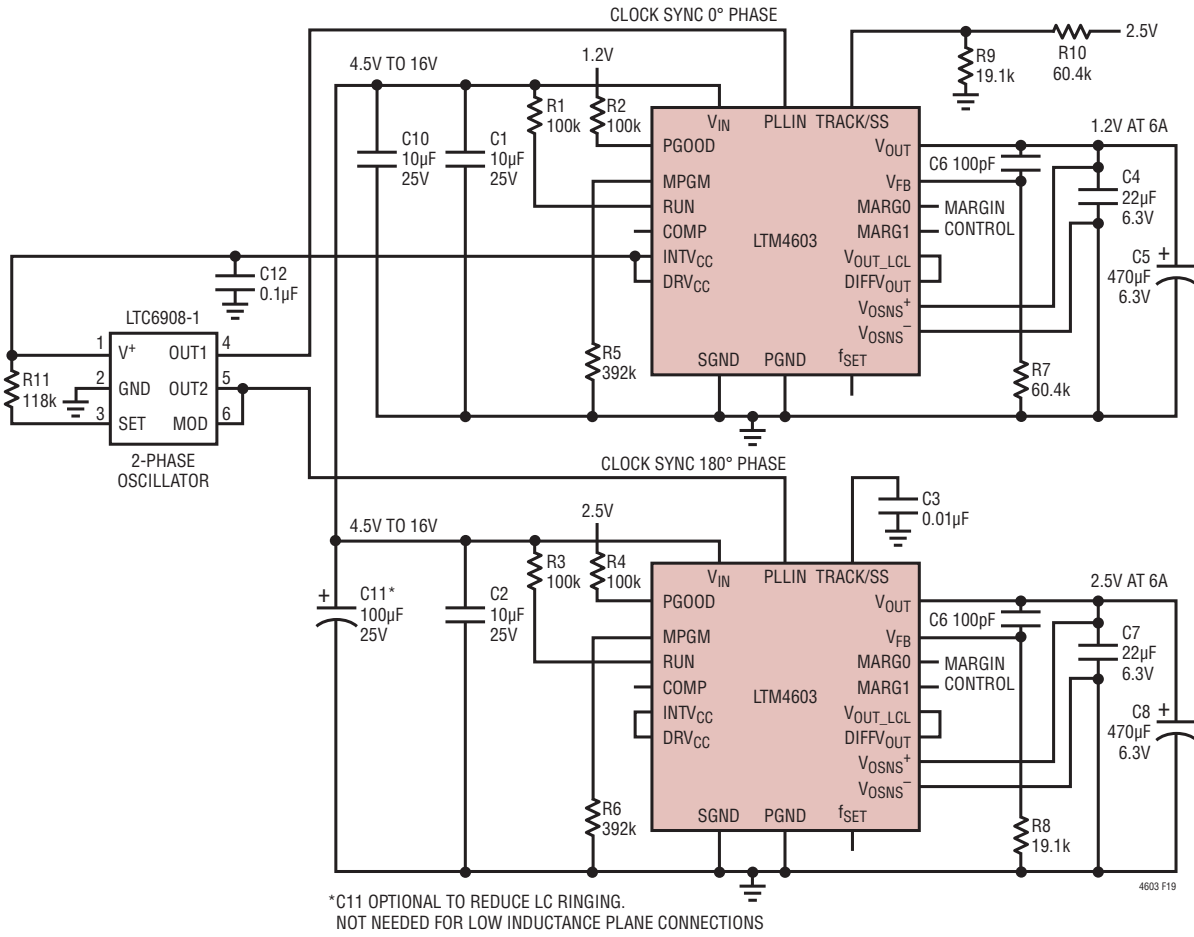 CLOCK SYNC 0° PHASE
4.5V TO 16V
1.2V
R1
100k
R2
100k
C10
10µF
25V
C1
10µF
25V
R9
19.1k
R10
60.4k
2.5V
VIN
PLLIN
TRACK/SS
PGOOD
MPGM
RUN
COMP
INTVCC
DRVCC
LTM4603
SGND
PGND
fSET
VOUT
VFB
MARG0
MARG1
VOUT_LCL
DIFFVOUT
VOSNS+
VOSNS–
1.2V AT 6A
C6 100pF
MARGIN
CONTROL
C4
22µF
6.3V
C5
+
470µF
6.3V
R5
392k
R7
60.4k
C12
0.1µF
LTC6908-1
1
V+
OUT1
4
2
GND
OUT2
5
3
SET
MOD
6
R11
118k
2-PHASE
OSCILLATOR
CLOCK SYNC 180° PHASE
4.5V TO 16V
2.5V
C3
0.01µF
R3
100k
R4
100k
+
C11*
100µF
25V
C2
10µF
25V
VIN
PLLIN
TRACK/SS
PGOOD
MPGM
RUN
COMP
INTVCC
DRVCC
LTM4603
SGND
PGND
fSET
VOUT
VFB
MARG0
MARG1
VOUT_LCL
DIFFVOUT
VOSNS+
VOSNS–
2.5V AT 6A
C6 100pF
MARGIN
CONTROL
C7
22µF
6.3V
C8
+
470µF
6.3V
R6
392k
R8
19.1k
4603 F19
*C11 OPTIONAL TO REDUCE LC RINGING.
NOT NEEDED FOR LOW INDUCTANCE PLANE CONNECTIONS